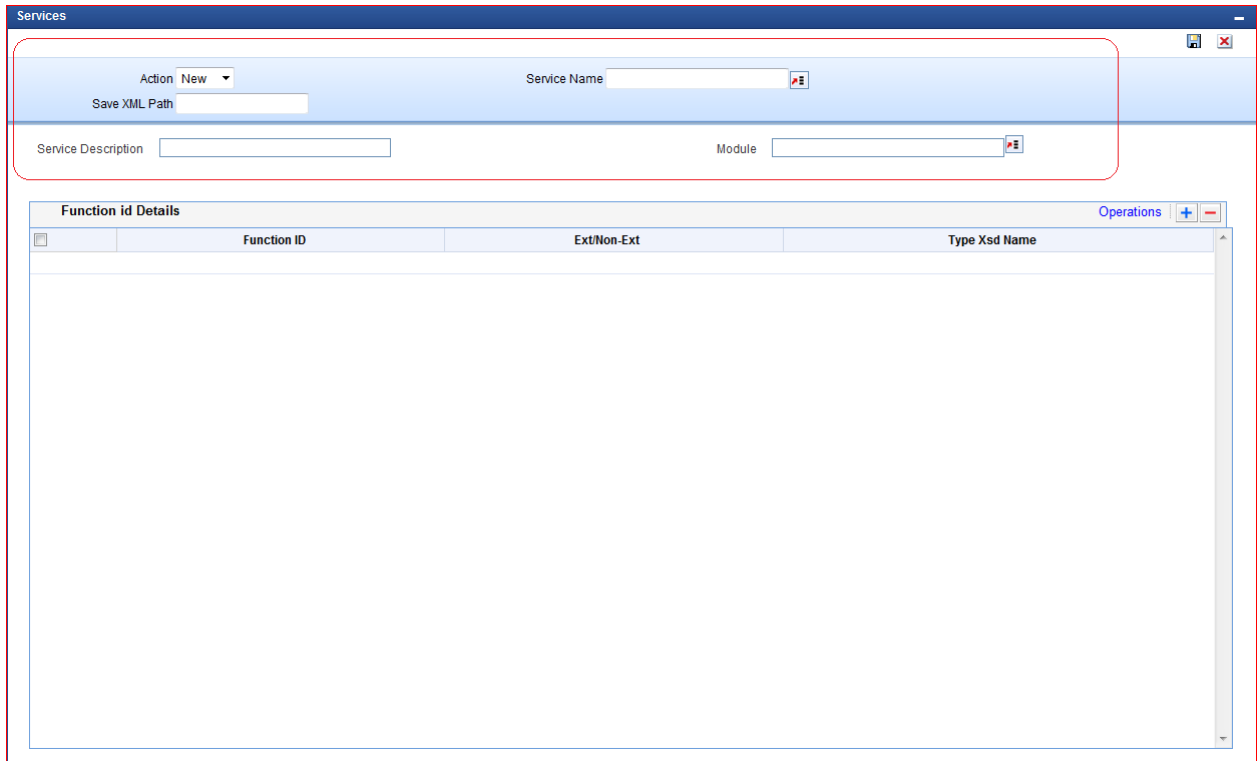 Services
Action New Service Name
Save XML Path
Service Description Module
Function id Details Operations
Function ID Ext/Non-Ext Type Xsd Name